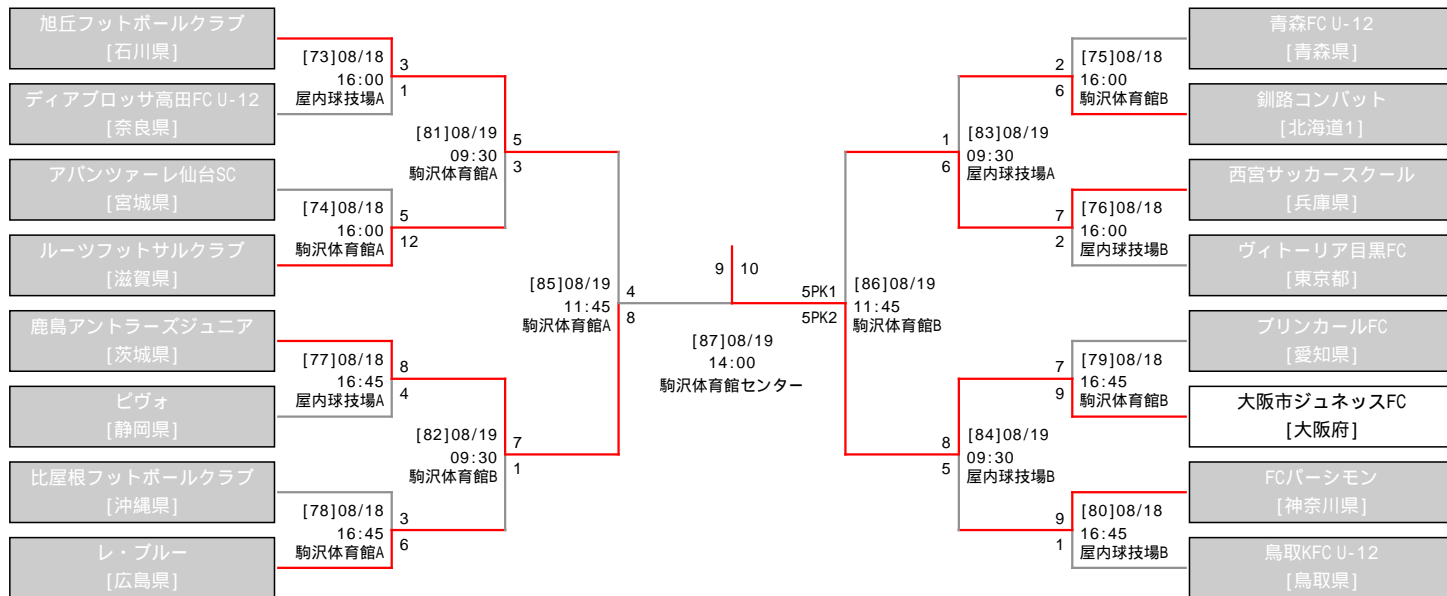 旭丘フットボールクラブ
[石川県]
ディアブロッサ高田FC U-12
[奈良県]
アバンツァーレ仙台SC
[宮城県]
ルーツフットサルクラブ
[滋賀県]
鹿島アントラーズジュニア
[茨城県]
ピヴォ
[静岡県]
比屋根フットボールクラブ
[沖縄県]
レ・ブルー
[広島県]
[73]08/18
16:00
屋内球技場A
3
1
[74]08/18
16:00
駒沢体育館A
5
12
[77]08/18
16:45
屋内球技場A
8
4
[78]08/18
16:45
駒沢体育館A
3
6
[81]08/19
09:30
駒沢体育館A
5
3
[82]08/19
09:30
駒沢体育館B
7
1
[85]08/19
11:45
駒沢体育館A
4
8
9 10
[87]08/19
14:00
駒沢体育館センター
5PK1
5PK2
[86]08/19
11:45
駒沢体育館B
1
6
[83]08/19
09:30
屋内球技場A
8
5
[84]08/19
09:30
屋内球技場B
2
6
[75]08/18
16:00
駒沢体育館B
7
2
[76]08/18
16:00
屋内球技場B
7
9
[79]08/18
16:45
駒沢体育館B
9
1
[80]08/18
16:45
屋内球技場B
青森FC U-12
[青森県]
釧路コンバット
[北海道1]
西宮サッカースクール
[兵庫県]
ヴィトーリア目黒FC
[東京都]
ブリンカールFC
[愛知県]
大阪市ジュネッスFC
[大阪府]
FCパーシモン
[神奈川県]
鳥取KFC U-12
[鳥取県]